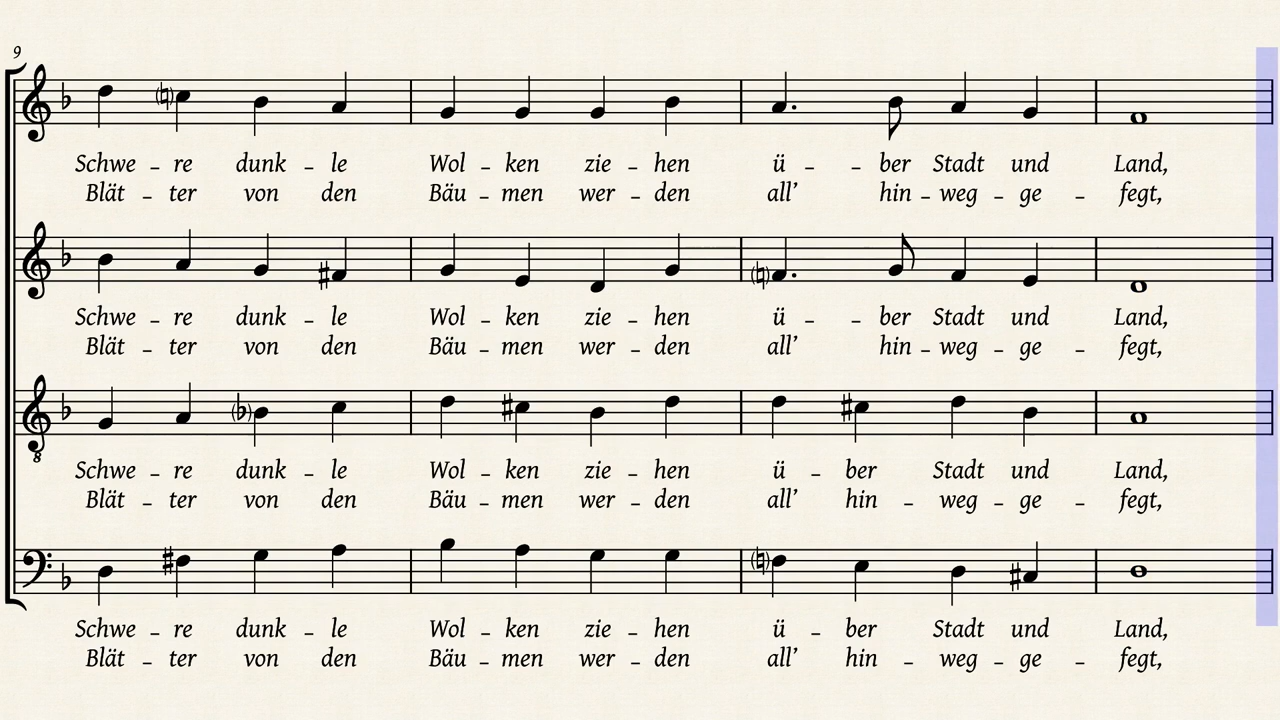 9
Schwe – re dunk – le Wol – ken zie – hen ü – – ber Stadt und Land,
Blät – ter von den Bäu – men wer – den all’ hin – weg – ge – fegt,
Schwe – re dunk – le Wol – ken zie – hen ü – – ber Stadt und Land,
Blät – ter von den Bäu – men wer – den all’ hin – weg – ge – fegt,
8
Schwe – re dunk – le Wol – ken zie – hen ü – ber Stadt und Land,
Blät – ter von den Bäu – men wer – den all’ hin – weg – ge – fegt,
Schwe – re dunk – le Wol – ken zie – hen ü – ber Stadt und Land,
Blät – ter von den Bäu – men wer – den all’ hin – weg – ge – fegt,